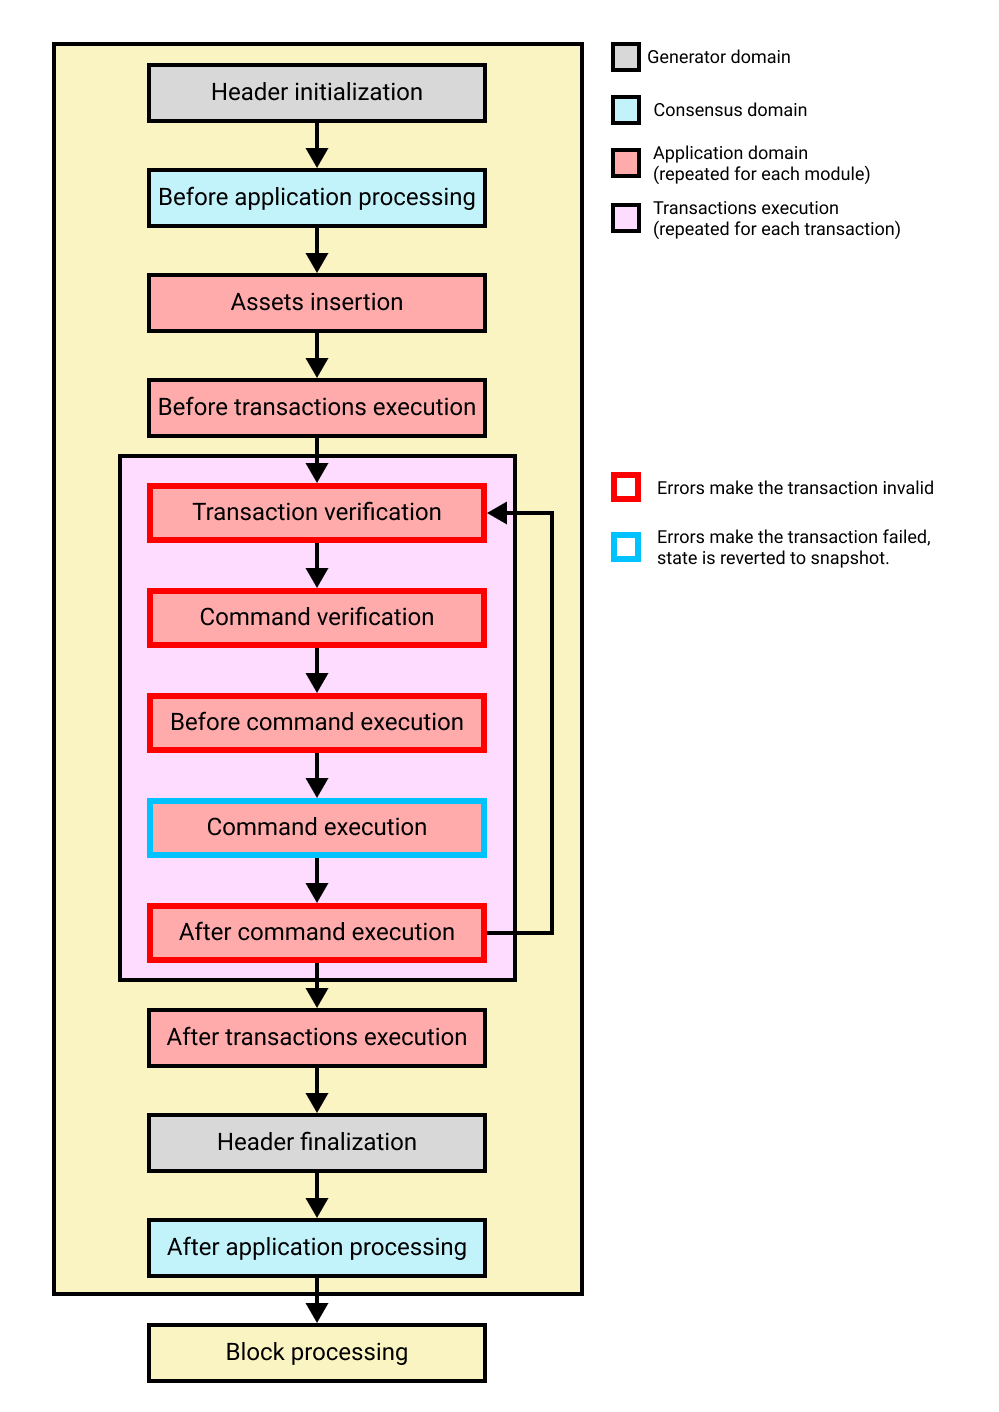 Header initialization
Before application processing
Assets insertion
Before transactions execution
Transaction verification
Command verification
Before command execution
Command execution
After command execution
After transactions execution
Header finalization
After application processing
Block processing
Generator domain
Consensus domain
Application domain
(repeated for each module)
Transactions execution
(repeated for each transaction)
Errors make the transaction invalid
Errors make the transaction failed,
state is reverted to snapshot.